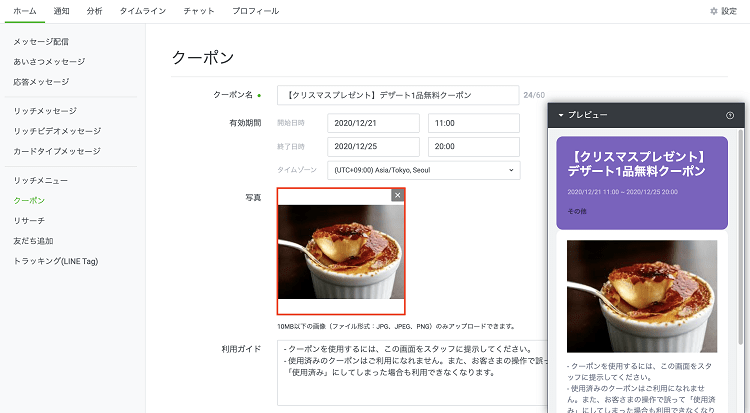 ホーム 通知 分析 タイムライン チャット プロフィール 設定
メッセージ配信
あいさつメッセージ
応答メッセージ
リッチメッセージ
リッチビデオメッセージ
カードタイプメッセージ
リッチメニュー
クーポン
リサーチ
友だち追加
トラッキング(LINE Tag)
クーポン
クーポン名 【クリスマスプレゼント】デザート1品無料クーポン 24/60
有効期間 開始日時 2020/12/21 11:00
終了日時 2020/12/25 20:00
タイムゾーン (UTC+09:00) Asia/Tokyo, Seoul
写真
10MB以下の画像（ファイル形式：JPG、JPEG、PNG）のみアップロードできます。
利用ガイド
- クーポンを使用するには、この画面をスタッフに提示してください。
- 使用済みのクーポンはご利用になれません。また、お客さまの操作で誤って
「使用済み」にしてしまった場合も利用できなくなります。
プレビュー
【クリスマスプレゼント】
デザート1品無料クーポン
2020/12/21 11:00 ~ 2020/12/25 20:00
その他
- クーポンを使用するには、この画面をスタ
ッフに提示してください。
- 使用済みのクーポンはご利用になれませ
ん。また、お客さまの操作で誤って「使用済
み」にしてしまった場合も利用できなくなり